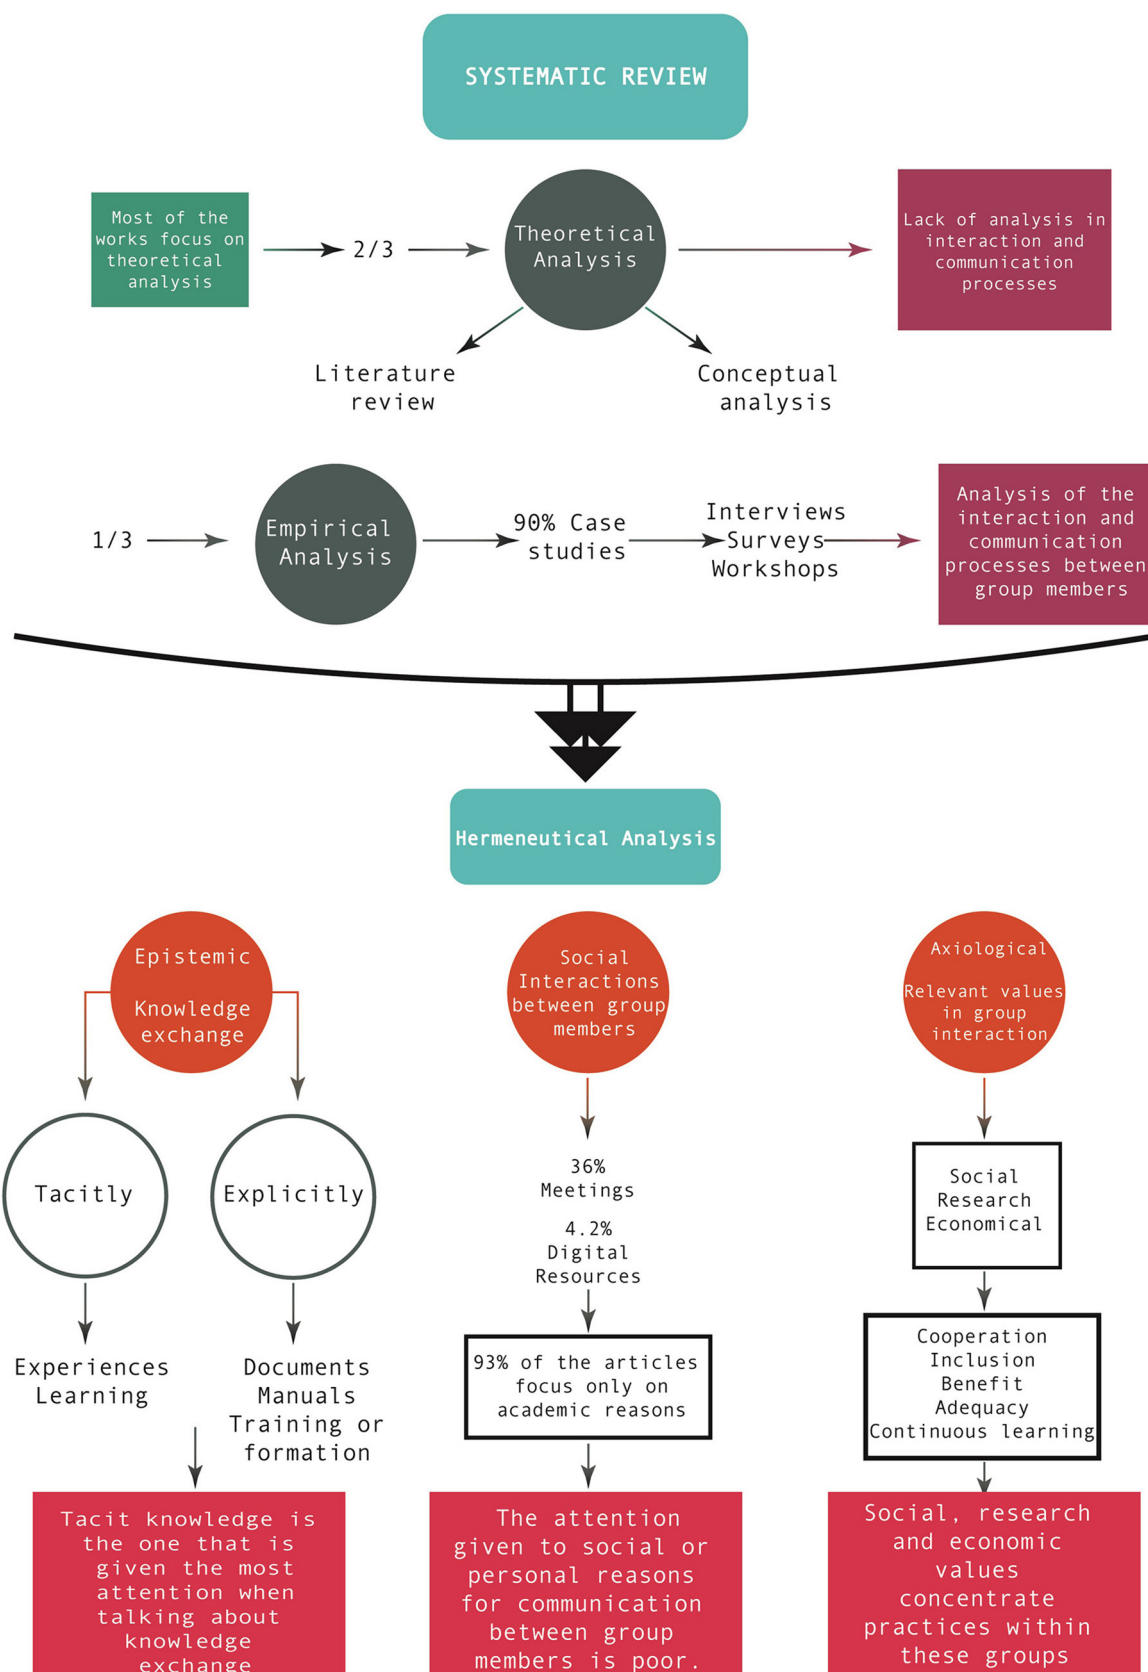 SYSTEMATIC REVIEW
Most of the
works focus on
theoretical
analysis
2/3
Theoretical
Analysis
Lack of analysis in
interaction and
communication
processes
Literature
review
Conceptual
analysis
1/3
Empirical
Analysis
90% Case
studies
Interviews
Surveys
Workshops
Analysis of the
interaction and
communication
processes between
group members
Hermeneutical Analysis
Epistemic
Knowledge
exchange
Tacitly
Explicitly
Experiences
Learning
Documents
Manuals
Training or
formation
Tacit knowledge is
the one that is
given the most
attention when
talking about
knowledge
exchange
Social
Interactions
between group
members
36%
Meetings
4.2%
Digital
Resources
93% of the articles
focus only on
academic reasons
The attention
given to social or
personal reasons
for communication
between group
members is poor.
Axiological
Relevant values
in group
interaction
Social
Research
Economical
Cooperation
Inclusion
Benefit
Adequacy
Continuous learning
Social, research
and economic
values
concentrate
practices within
these groups